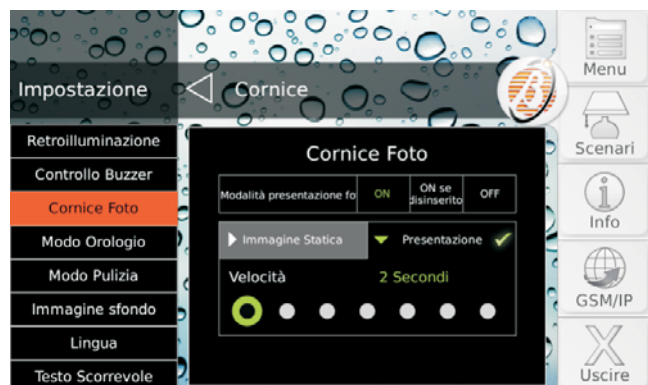 Impostazione
Cornice
Menu
Retroilluminazione
Controllo Buzzer
Cornice Foto
Modo Orologio
Modo Pulizia
Immagine sfondo
Lingua
Testo Scorrevole
Cornice Foto
Modalità presentazione fo
ON
ON se
disinserito
OFF
Immagine Statica
Presentazione
Velocità
2 Secondi
Scenari
Info
GSM/IP
Uscire